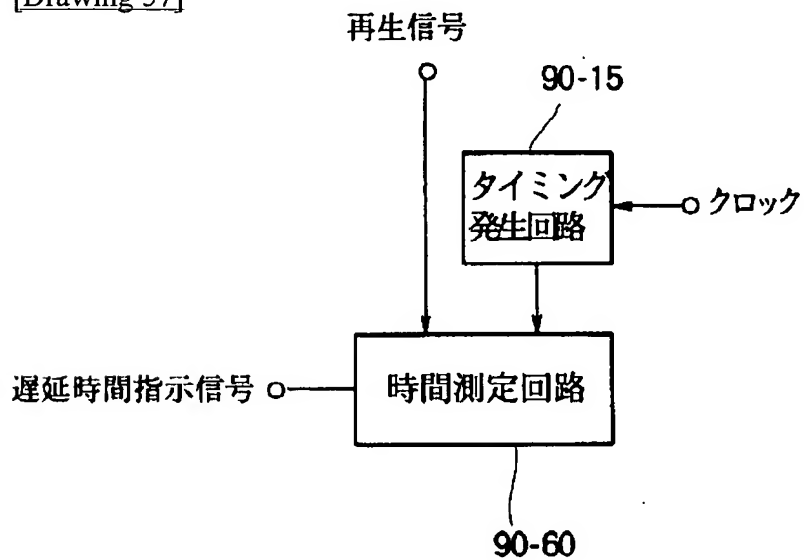 [Drawing 57]
再生信号
90-15
タイミング
発生回路
クロック
遅延時間指示信号
時間測定回路
90-60